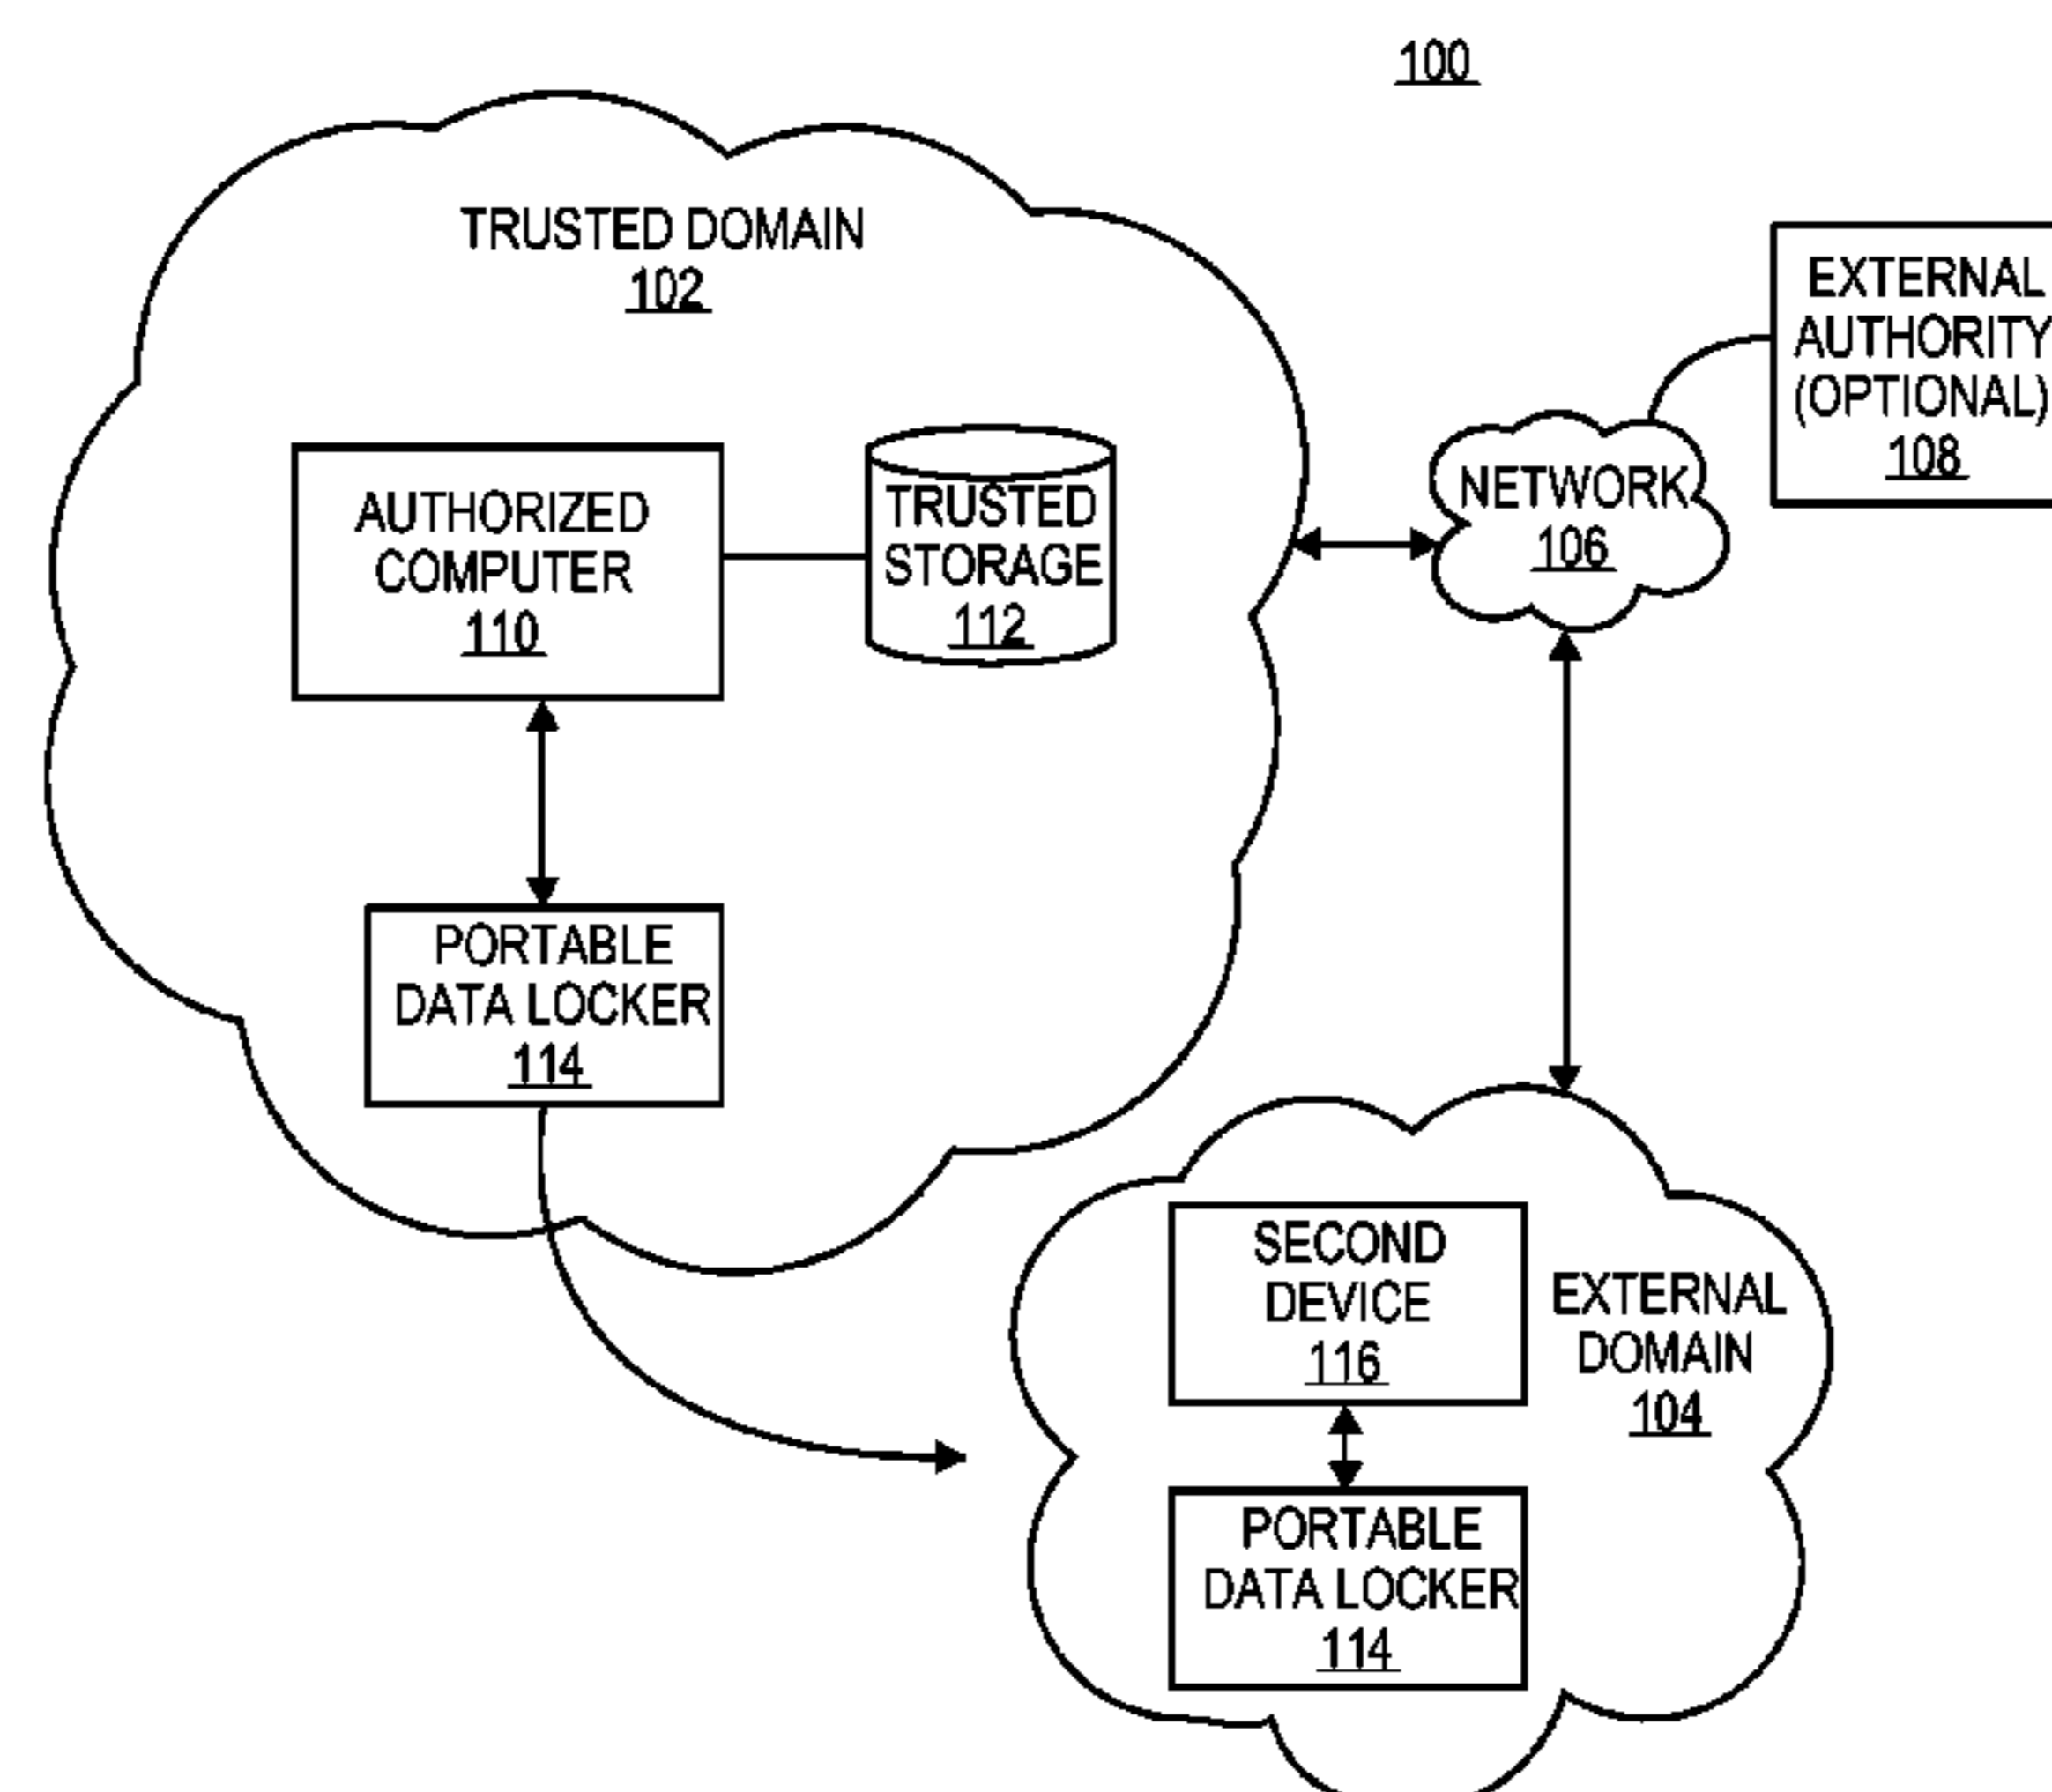 100
TRUSTED DOMAIN
102
EXTERNAL
AUTHORITY
(OPTIONAL)
108
NETWORK
106
AUTHORIZED
COMPUTER
110
TRUSTED
STORAGE
112
PORTABLE
DATA LOCKER
114
SECOND
DEVICE
116
EXTERNAL
DOMAIN
104
PORTABLE
DATA LOCKER
114